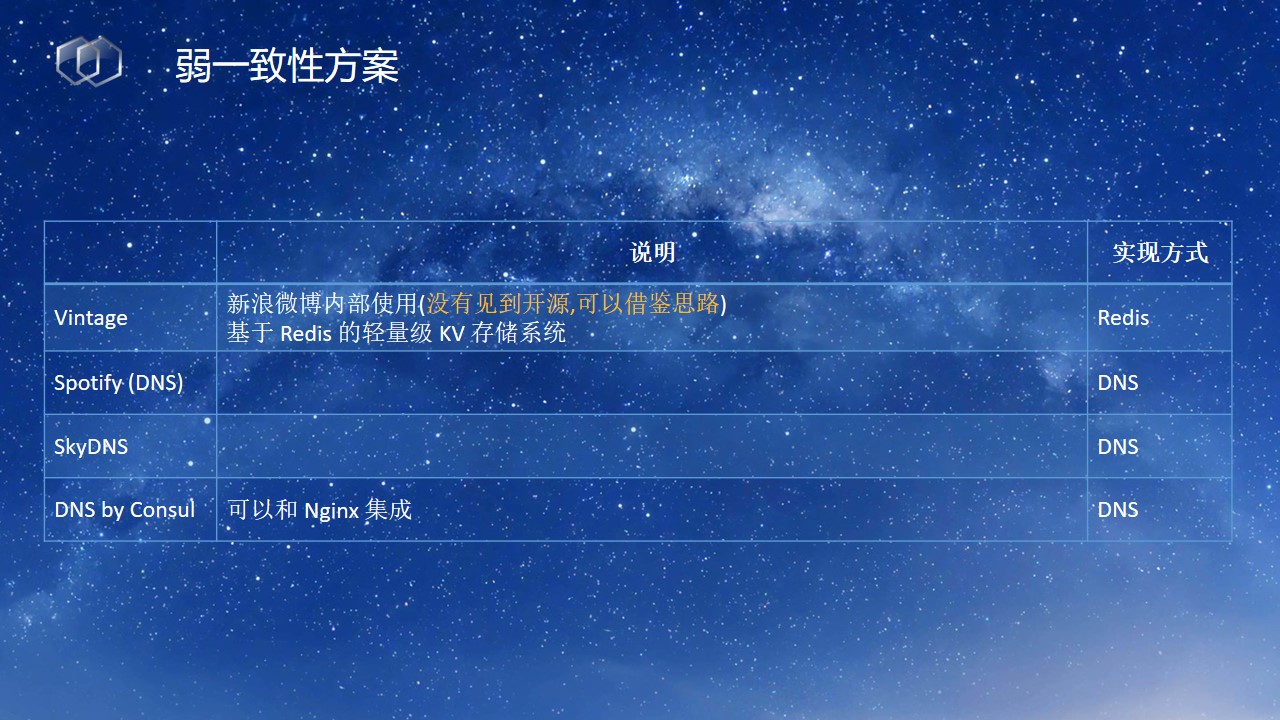 弱一致性方案
说明
实现方式
Vintage
新浪微博内部使用(没有见到开源,可以借鉴思路)
基于 Redis 的轻量级 KV 存储系统
Redis
Spotify (DNS)
DNS
SkyDNS
DNS
DNS by Consul
可以和 Nginx 集成
DNS